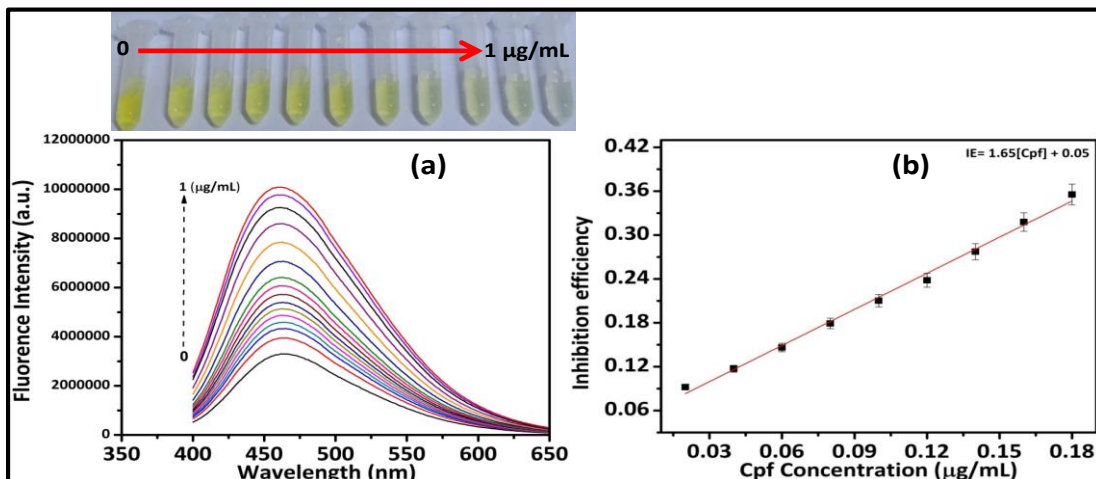 0 1 μg/mL
(a)
Fluorence Intensity (a.u.)
12000000
10000000
8000000
6000000
4000000
2000000
0
1 (μg/mL)
0
350 400 450 500 550 600 650
Wavelength (nm)
(b)
IE= 1.65[Cpf] + 0.05
Inhibition efficiency
0.42
0.36
0.30
0.24
0.18
0.12
0.06
0.03 0.06 0.09 0.12 0.15 0.18
Cpf Concentration (μg/mL)